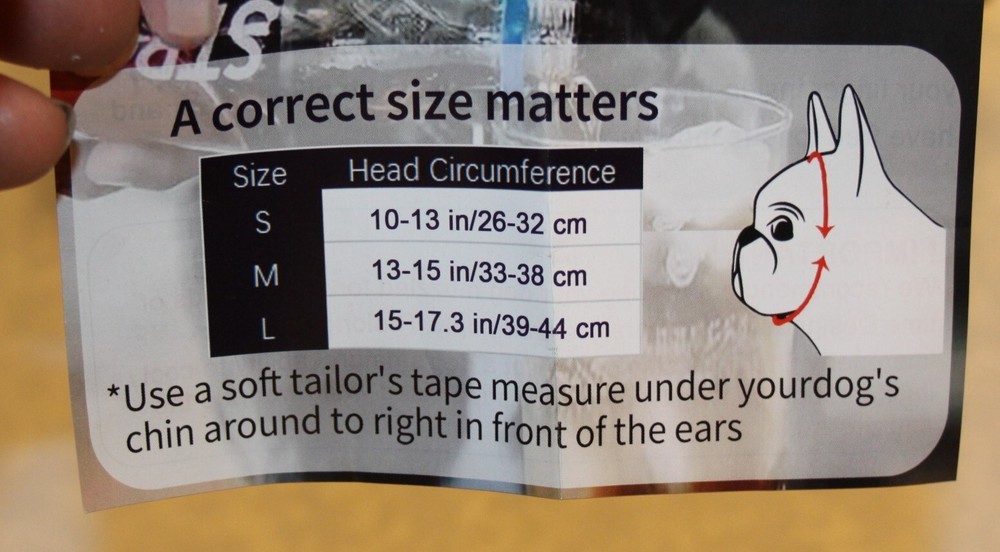 A correct size matters
Size Head Circumference
S 10-13 in/26-32 cm
M 13-15 in/33-38 cm
L 15-17.3 in/39-44 cm
*Use a soft tailor's tape measure under yourdog's
chin around to right in front of the ears